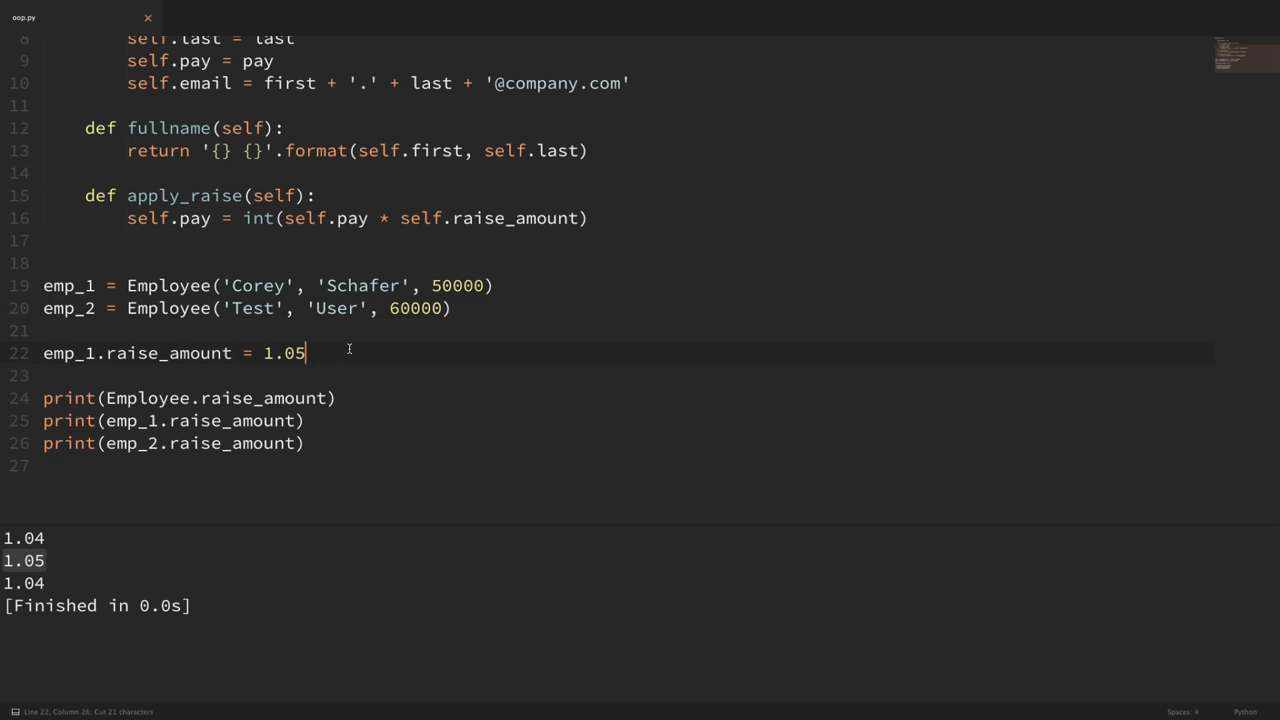 oop.py
8 self.last = last
9 self.pay = pay
10 self.email = first + '.' + last + '@company.com'
11
12 def fullname(self):
13 return '{} {}'.format(self.first, self.last)
14
15 def apply_raise(self):
16 self.pay = int(self.pay * self.raise_amount)
17
18
19 emp_1 = Employee('Corey', 'Schafer', 50000)
20 emp_2 = Employee('Test', 'User', 60000)
21
22 emp_1.raise_amount = 1.05
23
24 print(Employee.raise_amount)
25 print(emp_1.raise_amount)
26 print(emp_2.raise_amount)
27
1.04
1.05
1.04
[Finished in 0.0s]
Line 22, Column 26; Cut 21 characters Spaces: 4 Python